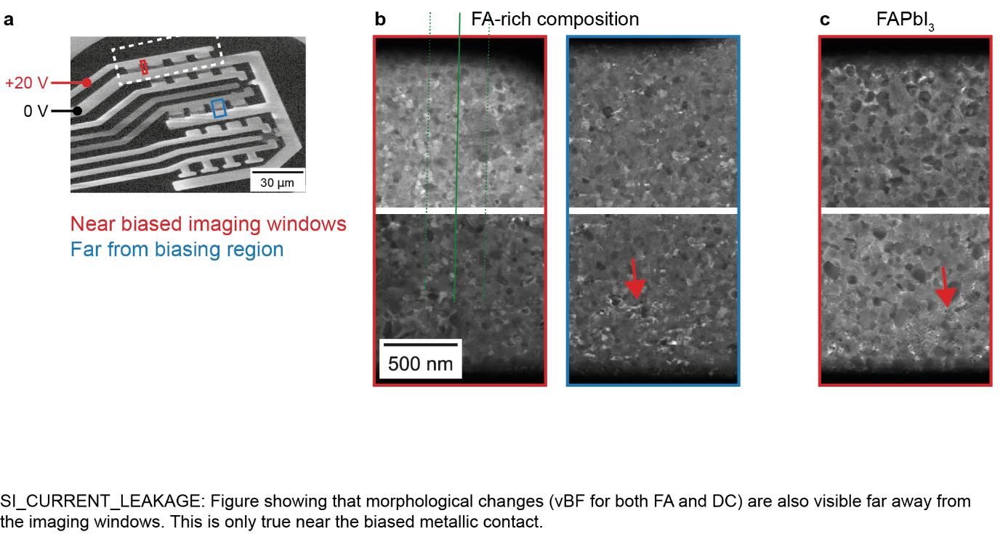 a
b
FA-rich composition
c
FAPbI3
+20 V
0 V
30 µm
Near biased imaging windows
Far from biasing region
500 nm
SI_CURRENT_LEAKAGE: Figure showing that morphological changes (vBF for both FA and DC) are also visible far away from
the imaging windows. This is only true near the biased metallic contact.